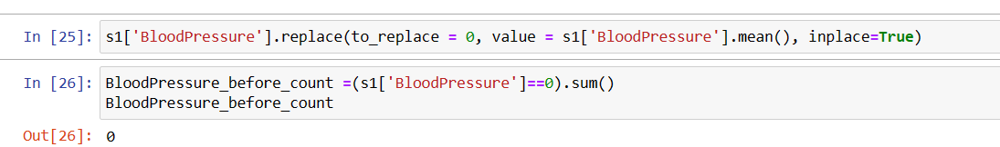 In [25]: s1['BloodPressure'].replace(to_replace = 0, value = s1['BloodPressure'].mean(), inplace=True)
In [26]: BloodPressure_before_count =(s1['BloodPressure']==0).sum()
BloodPressure_before_count
Out[26]: 0